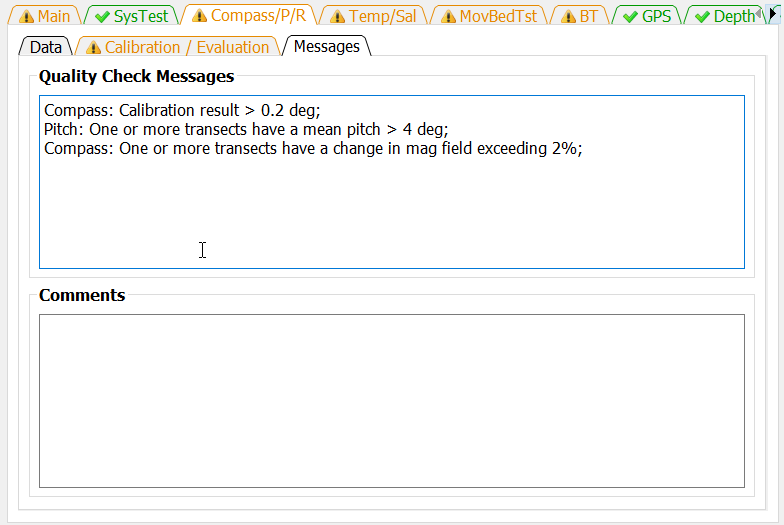 Main SysTest Compass/P/R Temp/Sal MovBedTst BT GPS Depth
Data Calibration / Evaluation Messages
Quality Check Messages
Compass: Calibration result > 0.2 deg;
Pitch: One or more transects have a mean pitch > 4 deg;
Compass: One or more transects have a change in mag field exceeding 2%;
Comments